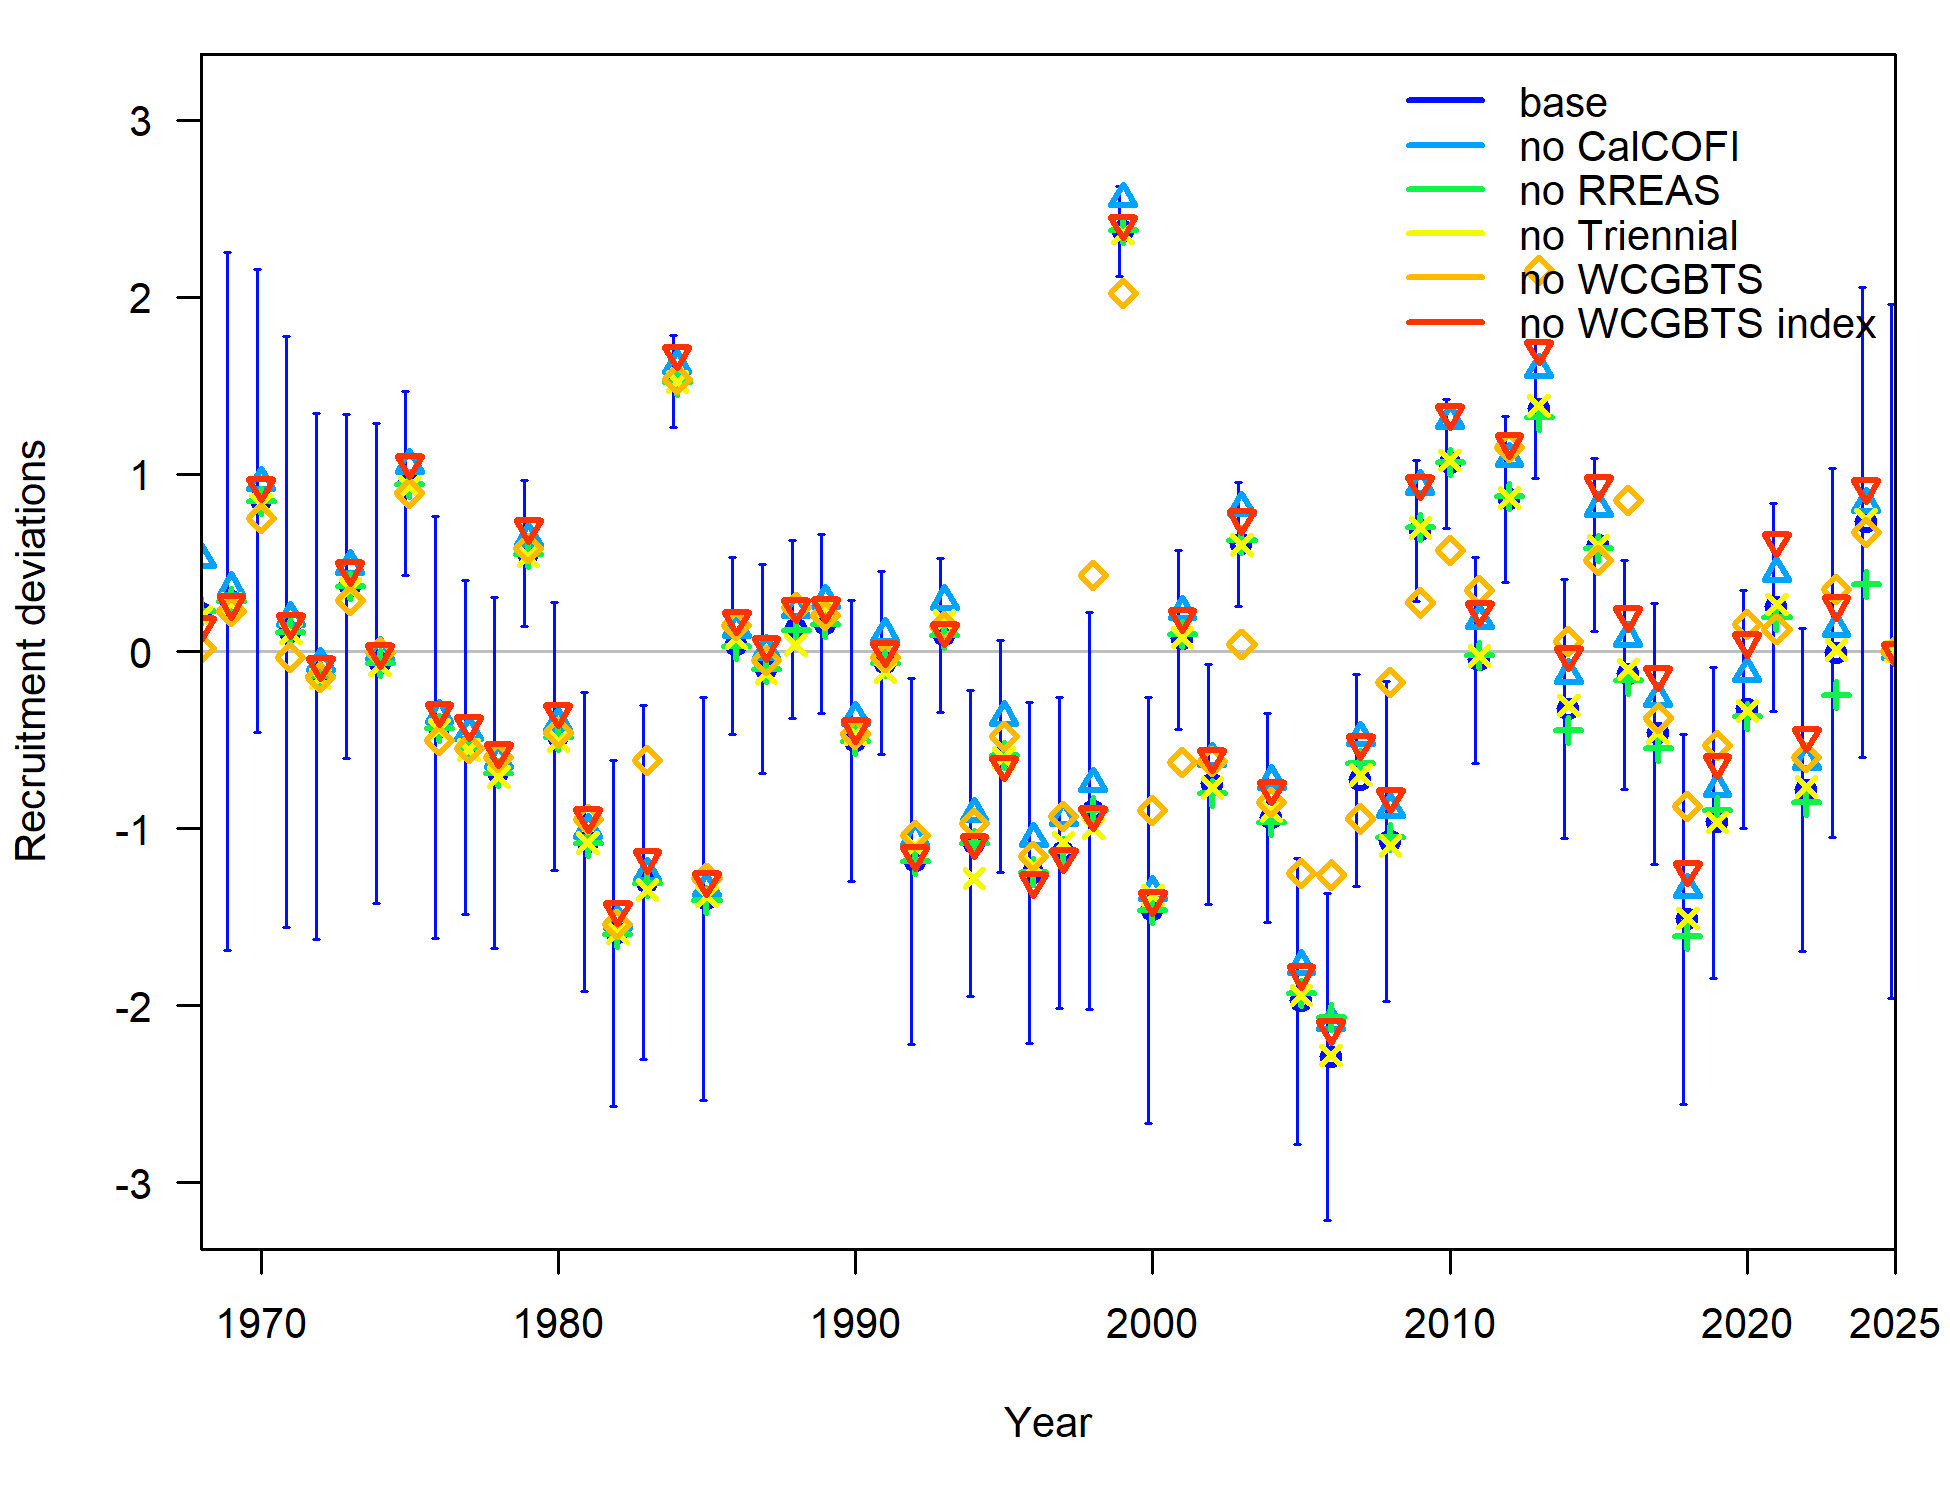 3
2
1
0
-1
-2
-3
Recruitment deviations
base
no CalCOFI
no RREAS
no Triennial
no WCGBTS
no WCGBTS index
1970
1980
1990
2000
2010
2020
2025
Year